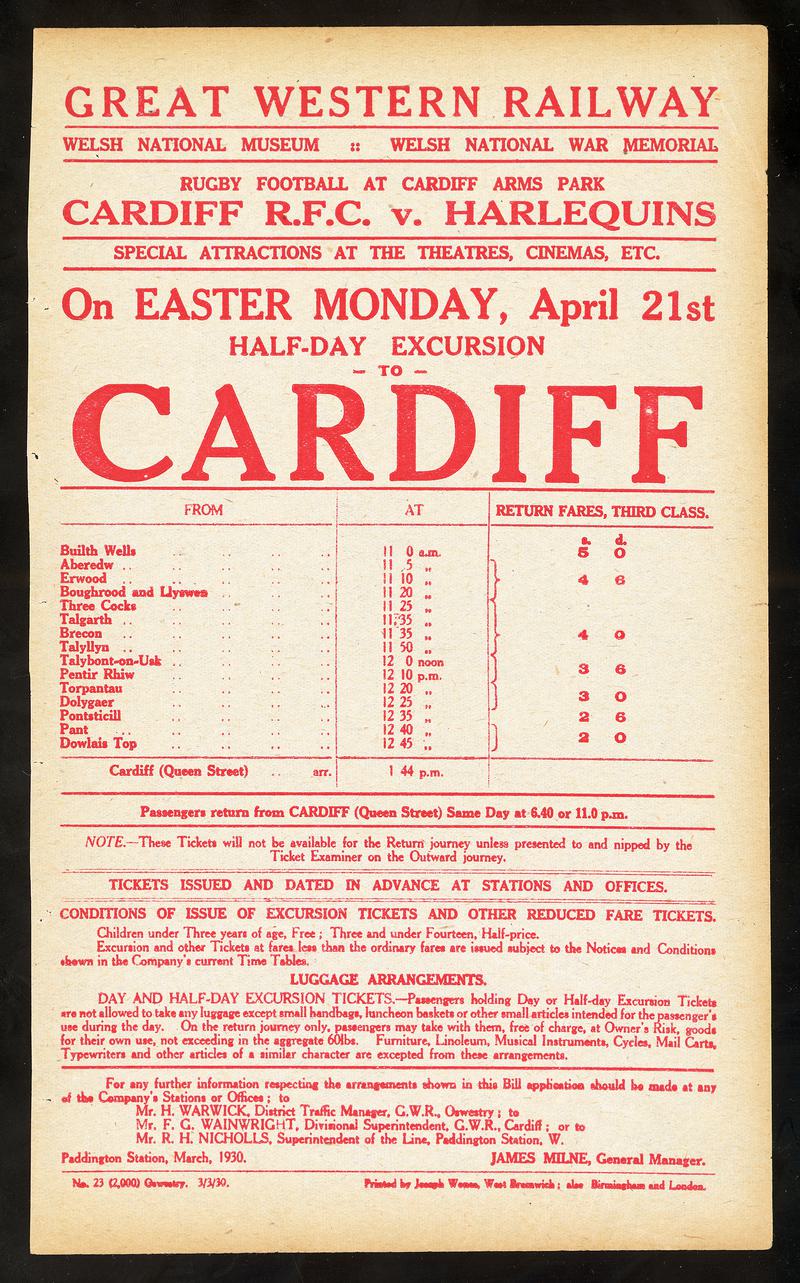 GREAT WESTERN RAILWAY
WELSH NATIONAL MUSEUM :: WELSH NATIONAL WAR MEMORIAL
RUGBY FOOTBALL AT CARDIFF ARMS PARK
CARDIFF R.F.C. v. HARLEQUINS
SPECIAL ATTRACTIONS AT THE THEATRES, CINEMAS, ETC.
On EASTER MONDAY, April 21st
HALF-DAY EXCURSION
– TO –
CARDIFF
FROM AT RETURN FARES, THIRD CLASS.
s. d.
Builth Wells .. .. .. .. 11 0 a.m. 5 0
Aberedw .. .. .. .. .. 11 5 „
Erwood .. .. .. .. .. 11 10 „ 4 6
Boughrood and Llyswen .. .. .. 11 20 „
Three Cocks .. .. .. .. 11 25 „
Talgarth .. .. .. .. .. 11 35 „
Brecon .. .. .. .. .. 11 35 „ 4 0
Talyllyn .. .. .. .. .. 11 50 „
Talybont-on-Usk .. .. .. .. .. 12 0 noon
Pentir Rhiw .. .. .. .. 12 10 p.m. 3 6
Torpantau .. .. .. .. 12 20 „
Dolygaer .. .. .. .. 12 25 „ 3 0
Pontsticill .. .. .. .. 12 35 „ 2 6
Pant .. .. .. .. .. 12 40 „
Dowlais Top .. .. .. .. 12 45 „ 2 0
Cardiff (Queen Street) .. arr. 1 44 p.m.
Passengers return from CARDIFF (Queen Street) Same Day at 6.40 or 11.0 p.m.
NOTE.—These Tickets will not be available for the Return journey unless presented to and nipped by the
Ticket Examiner on the Outward journey.
TICKETS ISSUED AND DATED IN ADVANCE AT STATIONS AND OFFICES.
CONDITIONS OF ISSUE OF EXCURSION TICKETS AND OTHER REDUCED FARE TICKETS.
Children under Three years of age, Free; Three and under Fourteen, Half-price.
Excursion and other Tickets at fares less than the ordinary fares are issued subject to the Notices and Conditions
shown in the Company's current Time Tables.
LUGGAGE ARRANGEMENTS.
DAY AND HALF-DAY EXCURSION TICKETS.—Passengers holding Day or Half-day Excursion Tickets
are not allowed to take any luggage except small handbags, luncheon baskets or other small articles intended for the passenger's
use during the day. On the return journey only, passengers may take with them, free of charge, at Owner's Risk, goods
for their own use, not exceeding in the aggregate 60lbs. Furniture, Linoleum, Musical Instruments, Cycles, Mail Carts,
Typewriters and other articles of a similar character are excepted from these arrangements.
For any further information respecting the arrangements shown in this Bill application should be made at any
of the Company's Stations or Offices; to
Mr. H. WARWICK, District Traffic Manager, G.W.R., Oswestry; to
Mr. F. G. WAINWRIGHT, Divisional Superintendent, G.W.R., Cardiff; or to
Mr. R. H. NICHOLLS, Superintendent of the Line, Paddington Station, W.
Paddington Station, March, 1930. JAMES MILNE, General Manager.
No. 23 (2,000) Oswestry. 3/3/30. Printed by Joseph Wones, West Bromwich; also Birmingham and London.